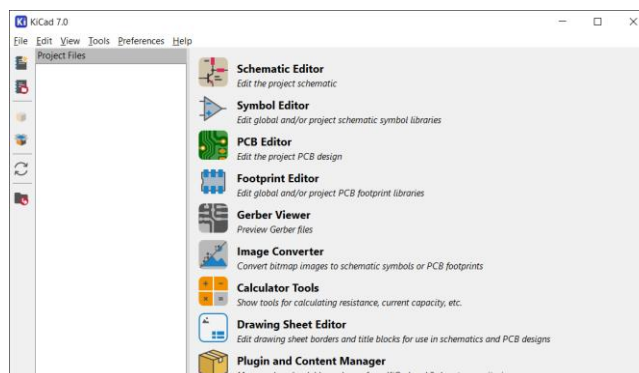 KiCad 7.0
File Edit View Tools Preferences Help
Project Files
Schematic Editor
Edit the project schematic
Symbol Editor
Edit global and/or project schematic symbol libraries
PCB Editor
Edit the project PCB design
Footprint Editor
Edit global and/or project PCB footprint libraries
Gerber Viewer
Preview Gerber files
Image Converter
Convert bitmap images to schematic symbols or PCB footprints
Calculator Tools
Show tools for calculating resistance, current capacity, etc.
Drawing Sheet Editor
Edit drawing sheet borders and title blocks for use in schematics and PCB designs
Plugin and Content Manager